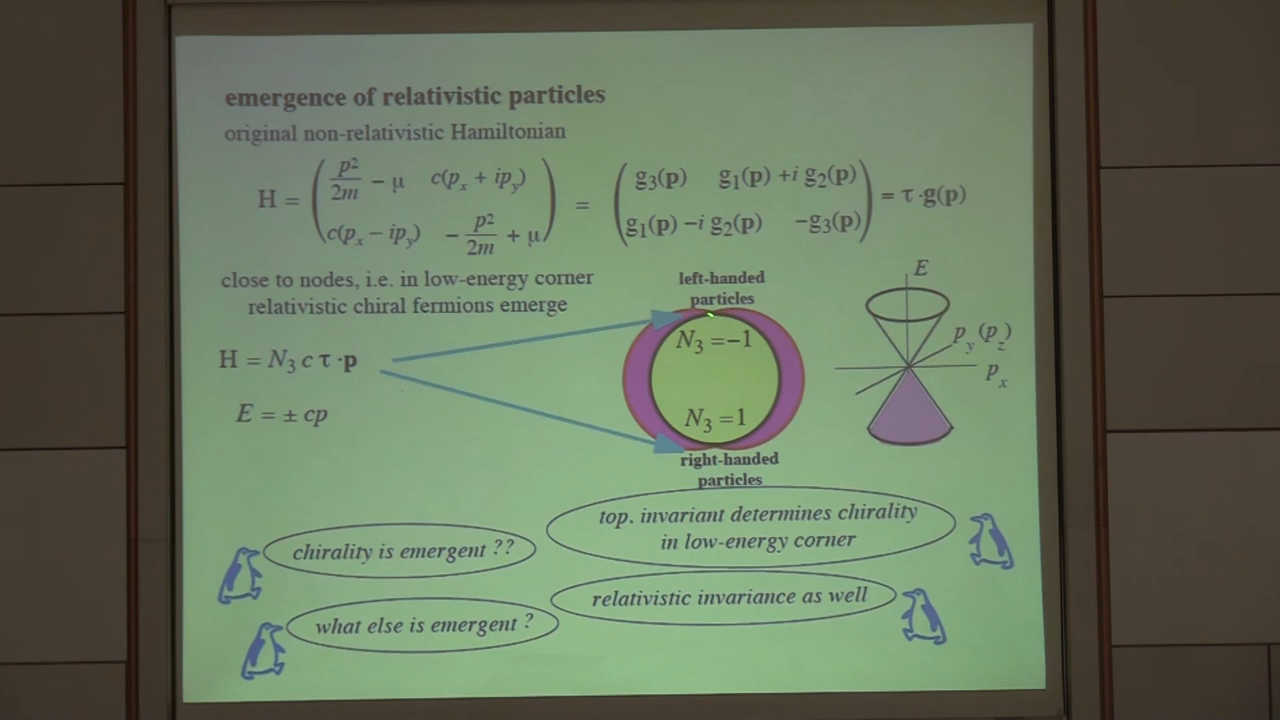 emergence of relativistic particles
original non-relativistic Hamiltonian
H = ( p²/2m − μ   c(pₓ + ip_y)
c(pₓ − ip_y)   − p²/2m + μ )
= ( g₃(p)   g₁(p) +i g₂(p)
g₁(p) −i g₂(p)   −g₃(p) ) = τ·g(p)
close to nodes, i.e. in low-energy corner
relativistic chiral fermions emerge
left-handed
particles
H = N₃ c τ·p
E = ± cp
N₃ =−1
N₃ =1
right-handed
particles
E
p_y (p_z)
pₓ
chirality is emergent ??
top. invariant determines chirality
in low-energy corner
what else is emergent ?
relativistic invariance as well